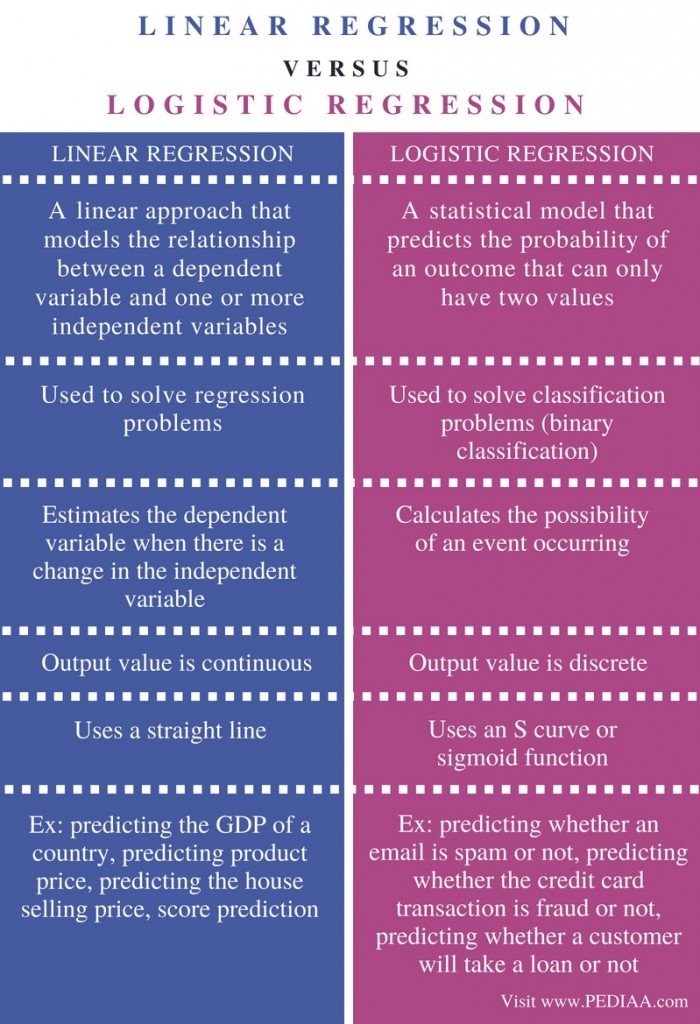 LINEAR REGRESSION
VERSUS
LOGISTIC REGRESSION
LINEAR REGRESSION
LOGISTIC REGRESSION
A linear approach that
models the relationship
between a dependent
variable and one or more
independent variables
A statistical model that
predicts the probability of
an outcome that can only
have two values
Used to solve regression
problems
Used to solve classification
problems (binary
classification)
Estimates the dependent
variable when there is a
change in the independent
variable
Calculates the possibility
of an event occurring
Output value is continuous
Output value is discrete
Uses a straight line
Uses an S curve or
sigmoid function
Ex: predicting the GDP of a
country, predicting product
price, predicting the house
selling price, score prediction
Ex: predicting whether an
email is spam or not, predicting
whether the credit card
transaction is fraud or not,
predicting whether a customer
will take a loan or not
Visit www.PEDIAA.com